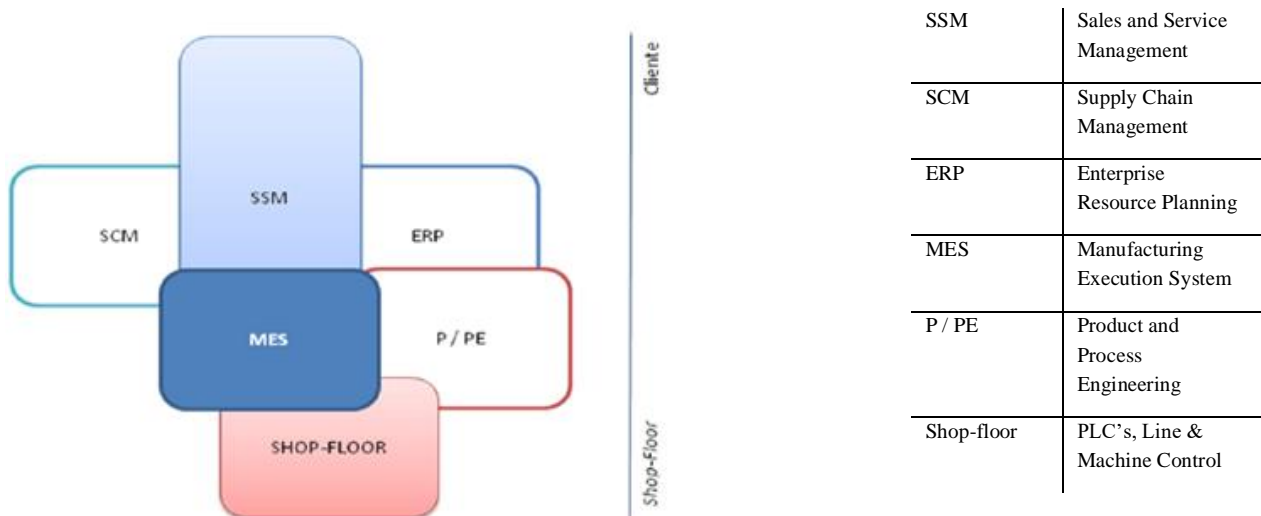 SSM
SCM
ERP
MES
P / PE
SHOP-FLOOR
Cliente
Shop-Floor
SSM
Sales and Service
Management
SCM
Supply Chain
Management
ERP
Enterprise
Resource Planning
MES
Manufacturing
Execution System
P / PE
Product and
Process
Engineering
Shop-floor
PLC’s, Line &
Machine Control